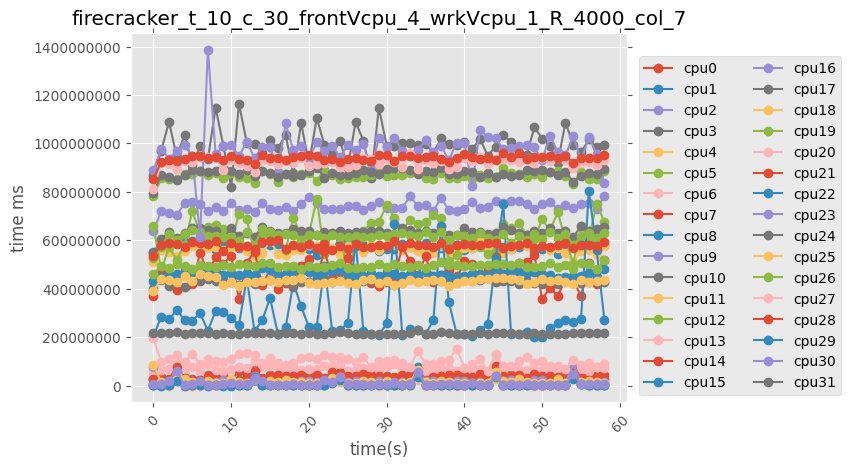 firecracker_t_10_c_30_frontVcpu_4_wrkVcpu_1_R_4000_col_7
1400000000
1200000000
1000000000
800000000
600000000
400000000
200000000
0
time ms
0
10
20
30
40
50
60
time(s)
cpu0
cpu1
cpu2
cpu3
cpu4
cpu5
cpu6
cpu7
cpu8
cpu9
cpu10
cpu11
cpu12
cpu13
cpu14
cpu15
cpu16
cpu17
cpu18
cpu19
cpu20
cpu21
cpu22
cpu23
cpu24
cpu25
cpu26
cpu27
cpu28
cpu29
cpu30
cpu31